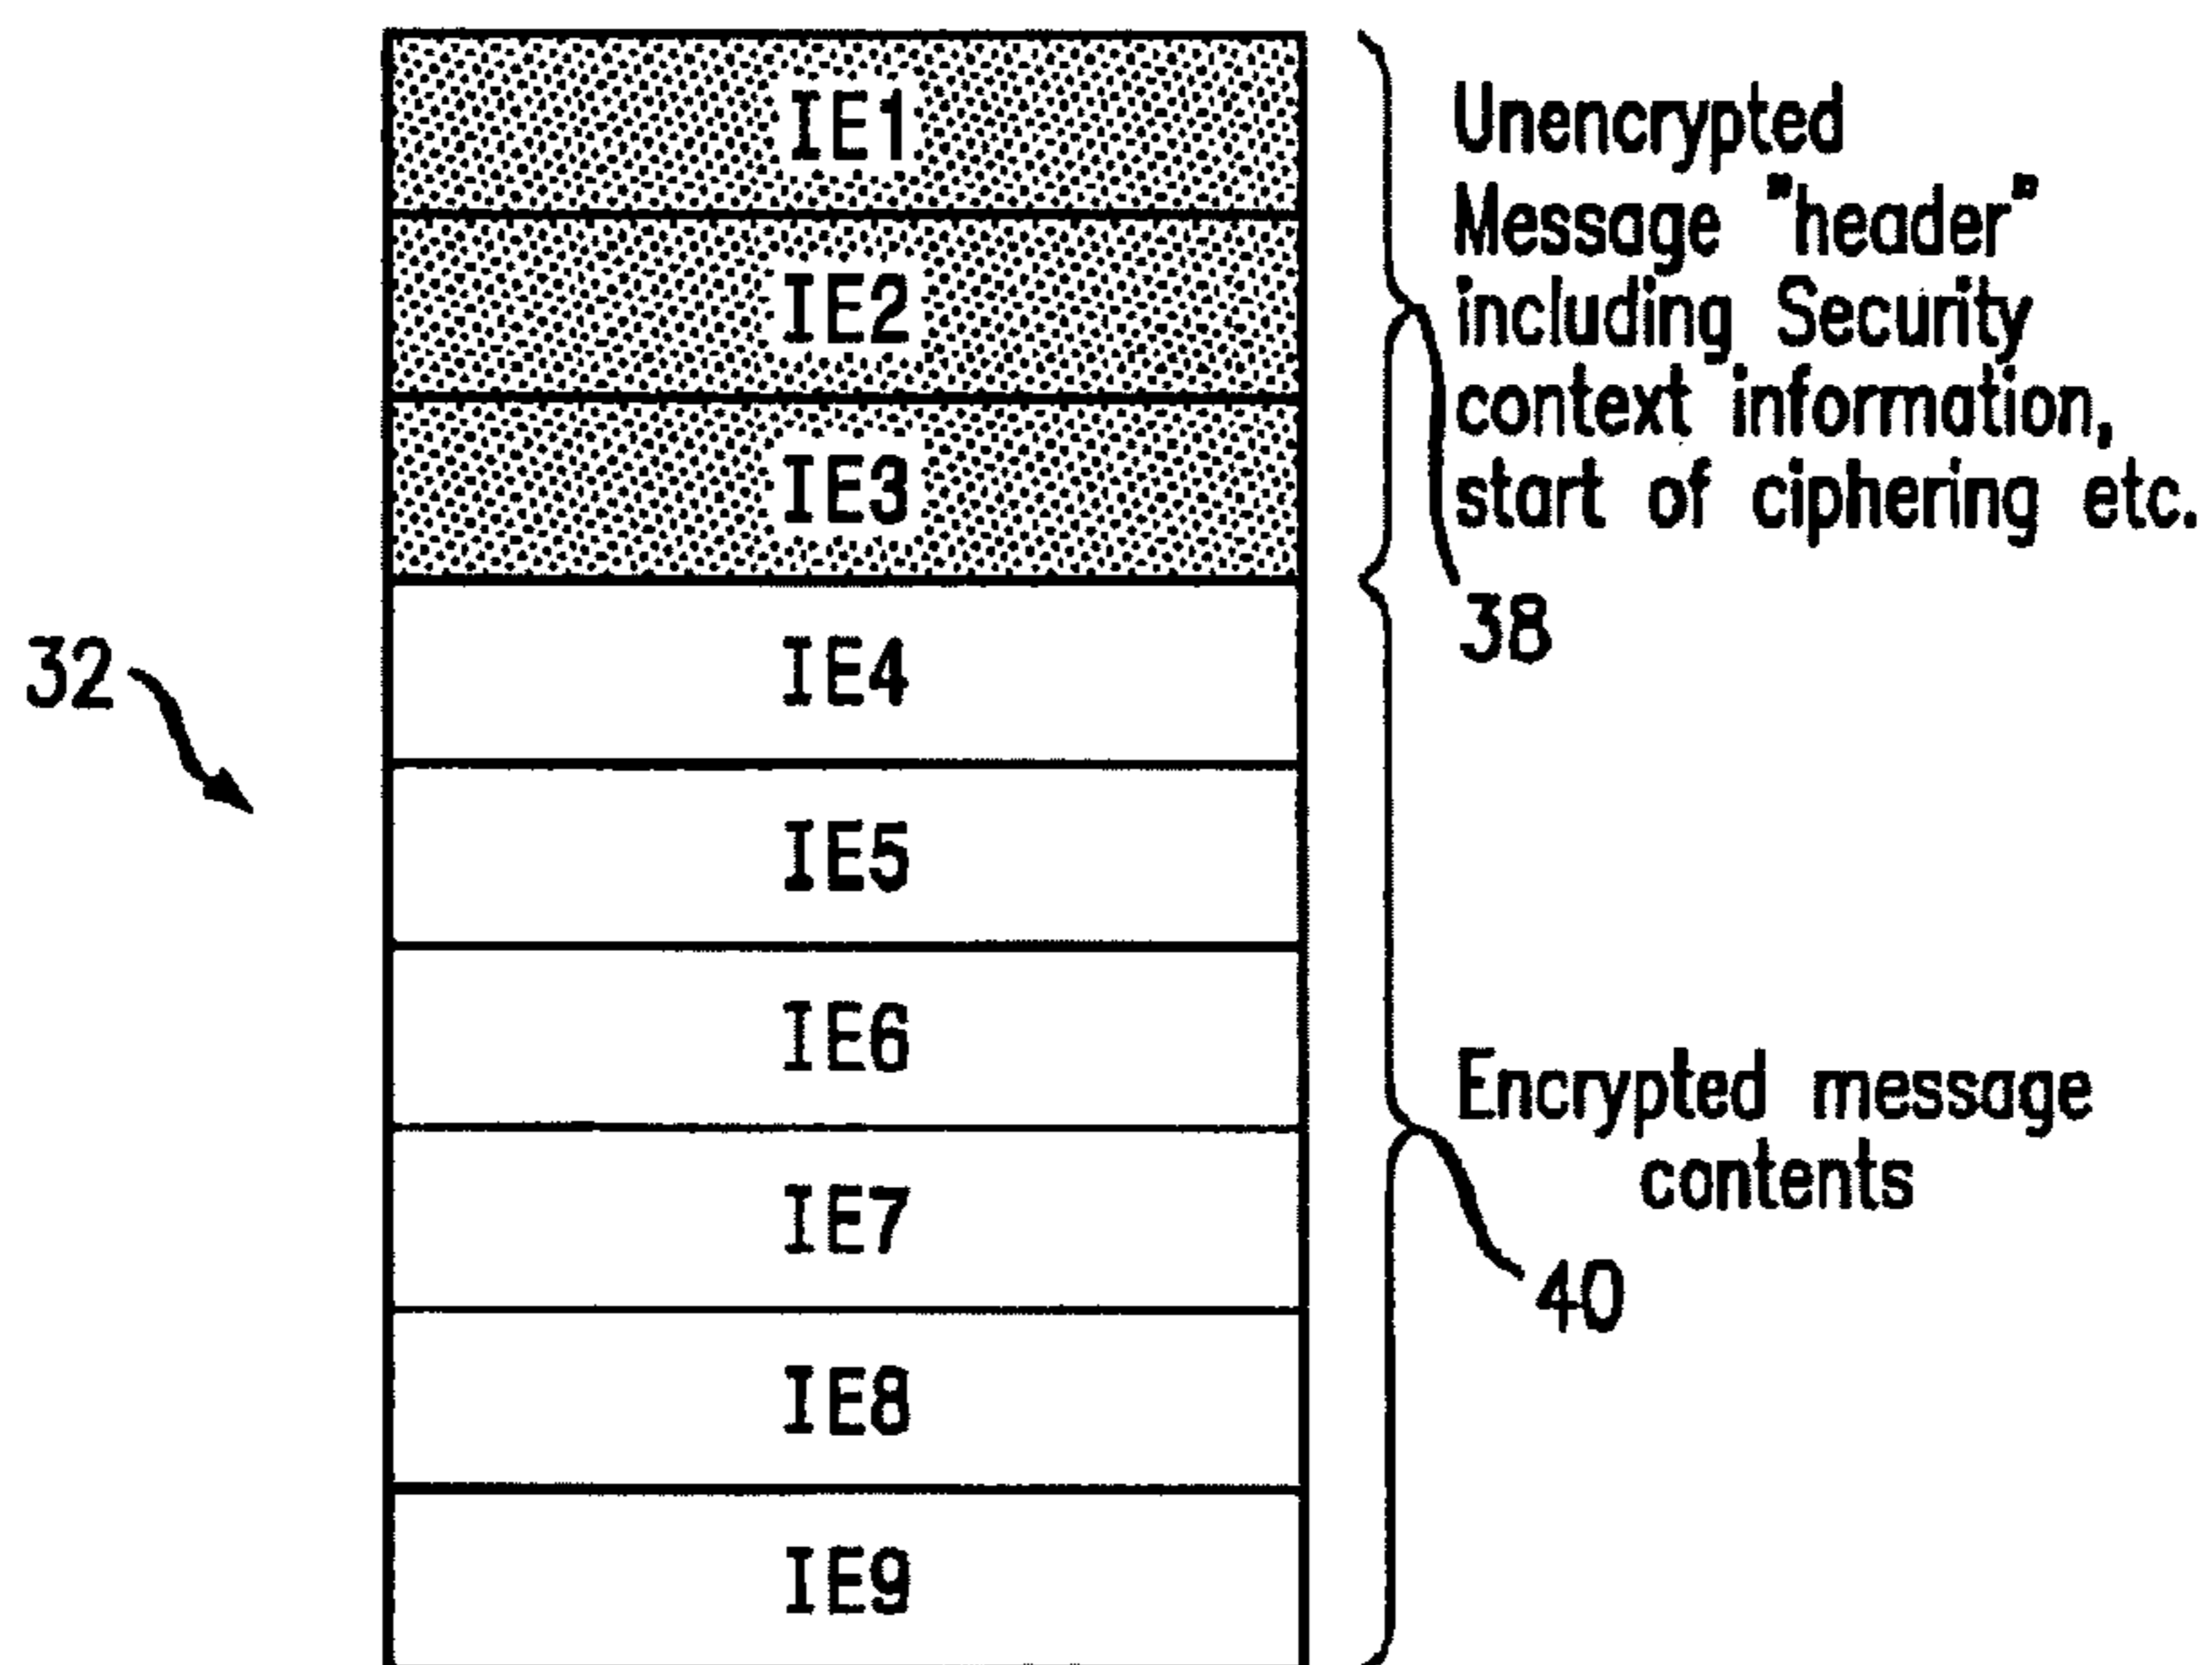 IE1
IE2
IE3
IE4
IE5
IE6
IE7
IE8
IE9
32
Unencrypted
Message "header"
including Security
context information,
start of ciphering etc.
38
Encrypted message
contents
40